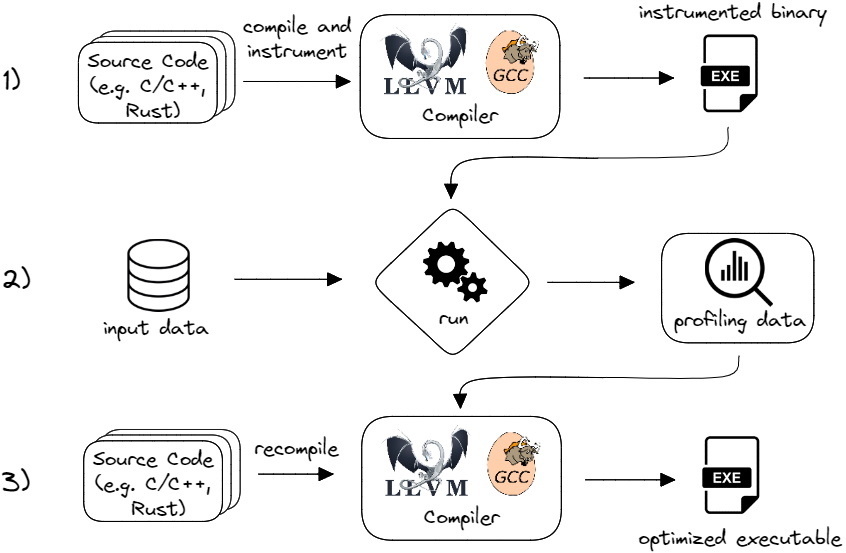 1)
Source Code
(e.g. C/C++,
Rust)
compile and
instrument
LLVM
GCC
Compiler
instrumented binary
EXE
2)
input data
run
profiling data
3)
Source Code
(e.g. C/C++,
Rust)
recompile
LLVM
GCC
Compiler
EXE
optimized executable